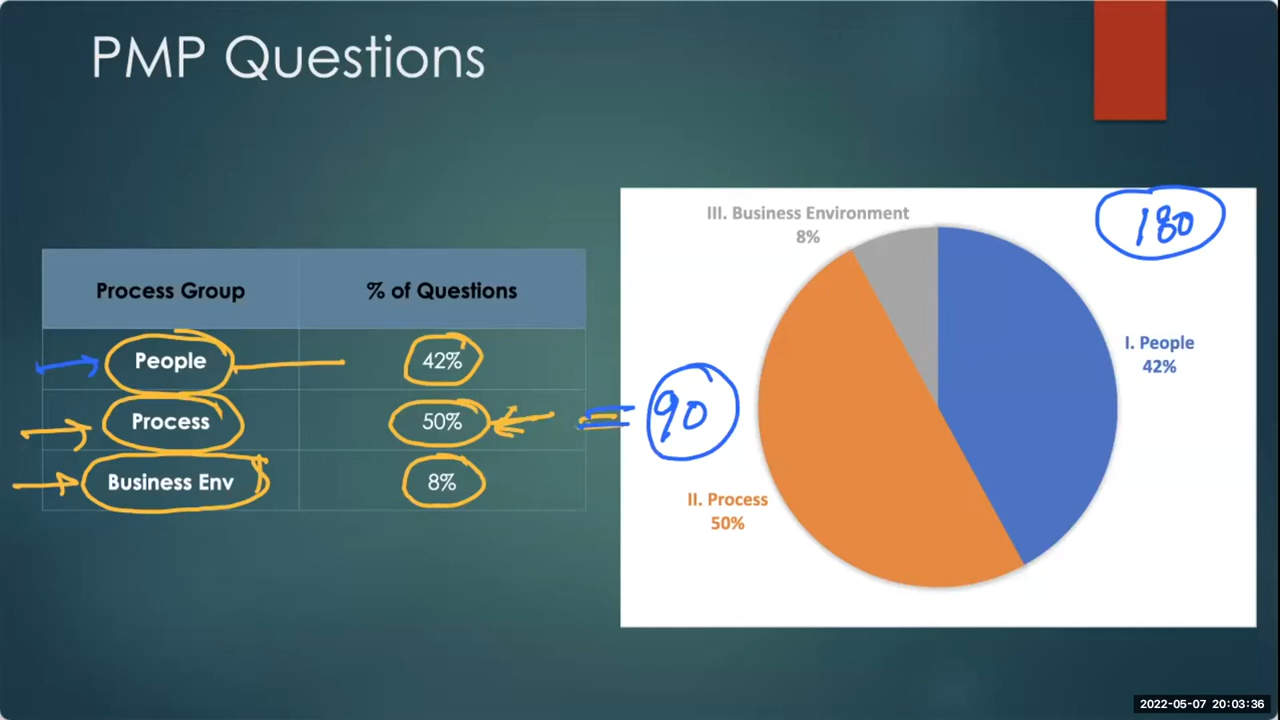 PMP Questions
Process Group % of Questions
People 42%
Process 50%
Business Env 8%
= 90
180
III. Business Environment
8%
I. People
42%
II. Process
50%
2022-05-07 20:03:36